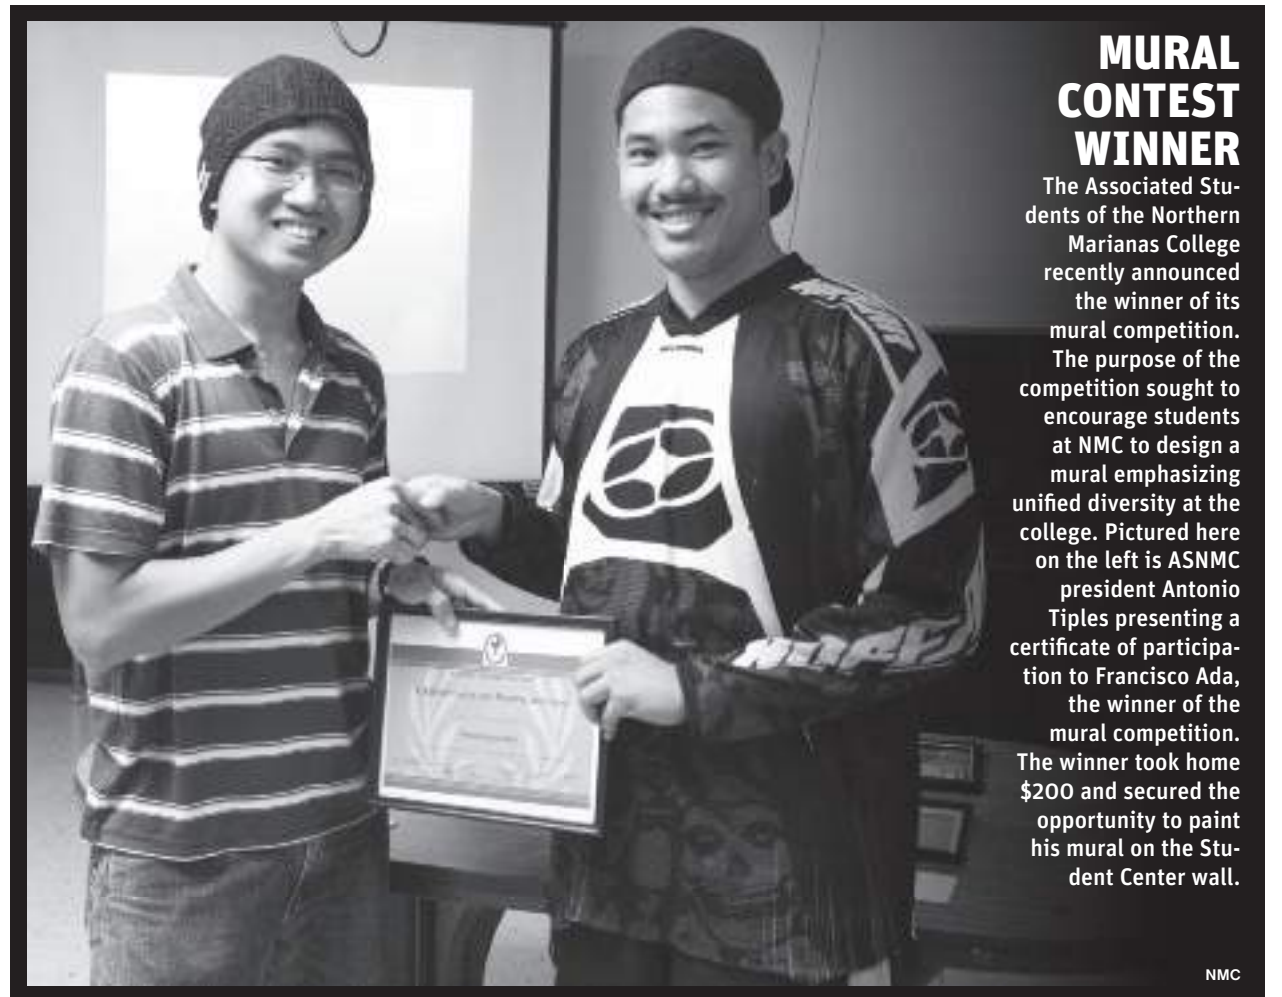 MURAL
CONTEST
WINNER
The Associated Stu-
dents of the Northern
Marianas College
recently announced
the winner of its
mural competition.
The purpose of the
competition sought to
encourage students
at NMC to design a
mural emphasizing
unified diversity at the
college. Pictured here
on the left is ASNMC
president Antonio
Tiples presenting a
certificate of participa-
tion to Francisco Ada,
the winner of the
mural competition.
The winner took home
$200 and secured the
opportunity to paint
his mural on the Stu-
dent Center wall.
NMC